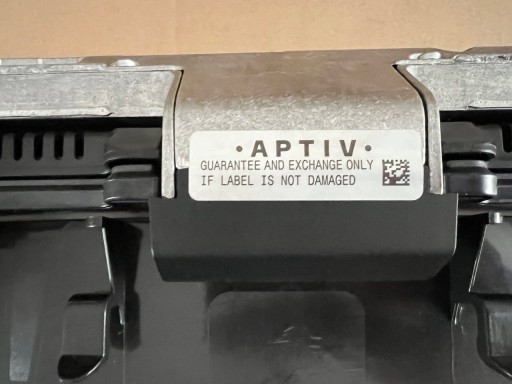 • APTIV •
GUARANTEE AND EXCHANGE ONLY
IF LABEL IS NOT DAMAGED